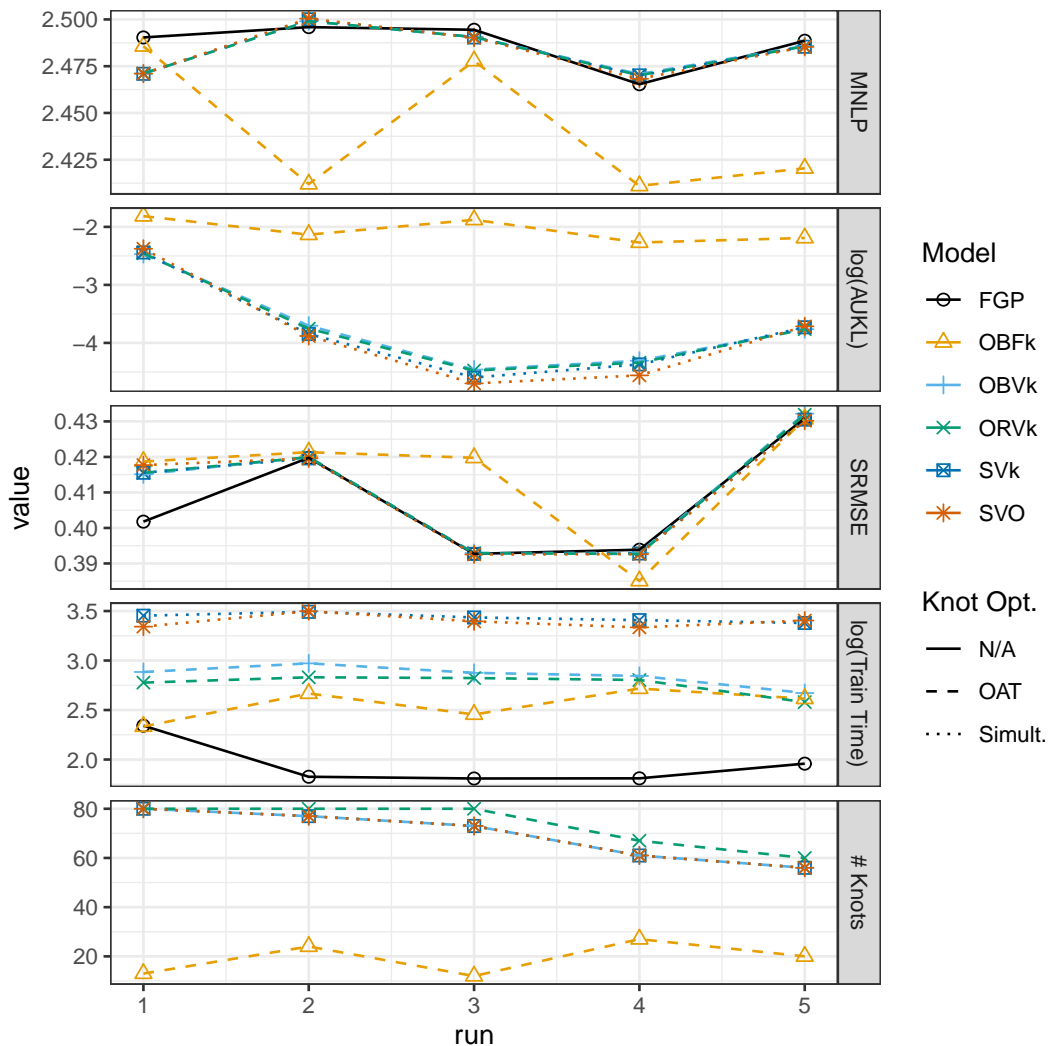 2.500
2.475
2.450
2.425
MNLP
−2
−3
−4
log(AUKL)
0.43
0.42
0.41
0.40
0.39
SRMSE
3.5
3.0
2.5
2.0
log(Train Time)
80
60
40
20
# Knots
1 2 3 4 5
run
value
Model
FGP
OBFk
OBVk
ORVk
SVk
SVO
Knot Opt.
N/A
OAT
Simult.